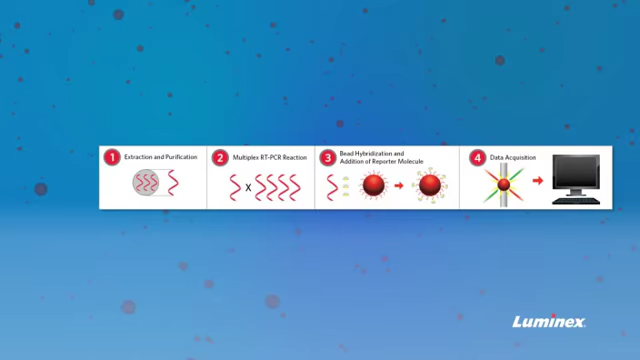 1 Extraction and Purification
2 Multiplex RT-PCR Reaction
X
3 Bead Hybridization and
Addition of Reporter Molecule
4 Data Acquisition
Luminex